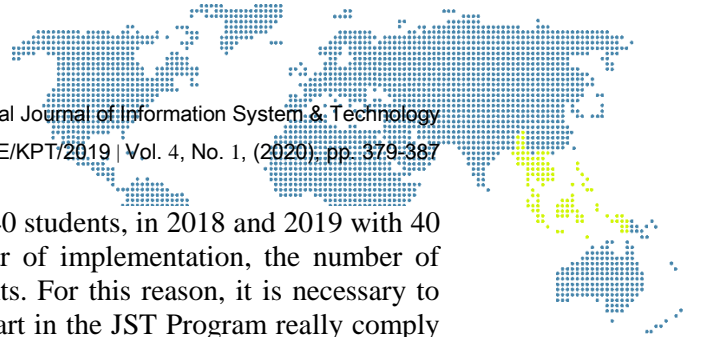 al Journal of Information System & Technology
E/KPT/2019 | Vol. 4, No. 1, (2020), pp. 379-387
40 students, in 2018 and 2019 with 40
r of implementation, the number of
ts. For this reason, it is necessary to
art in the JST Program really comply